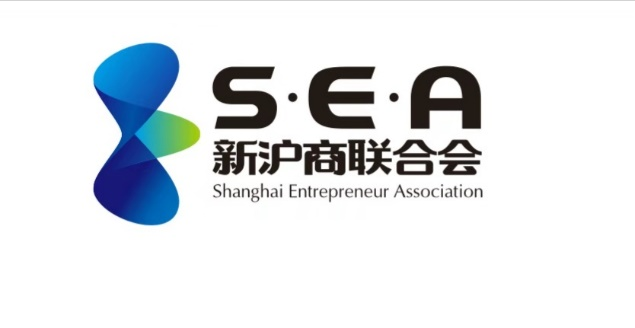 S·E·A
新沪商联合会
Shanghai Entrepreneur Association